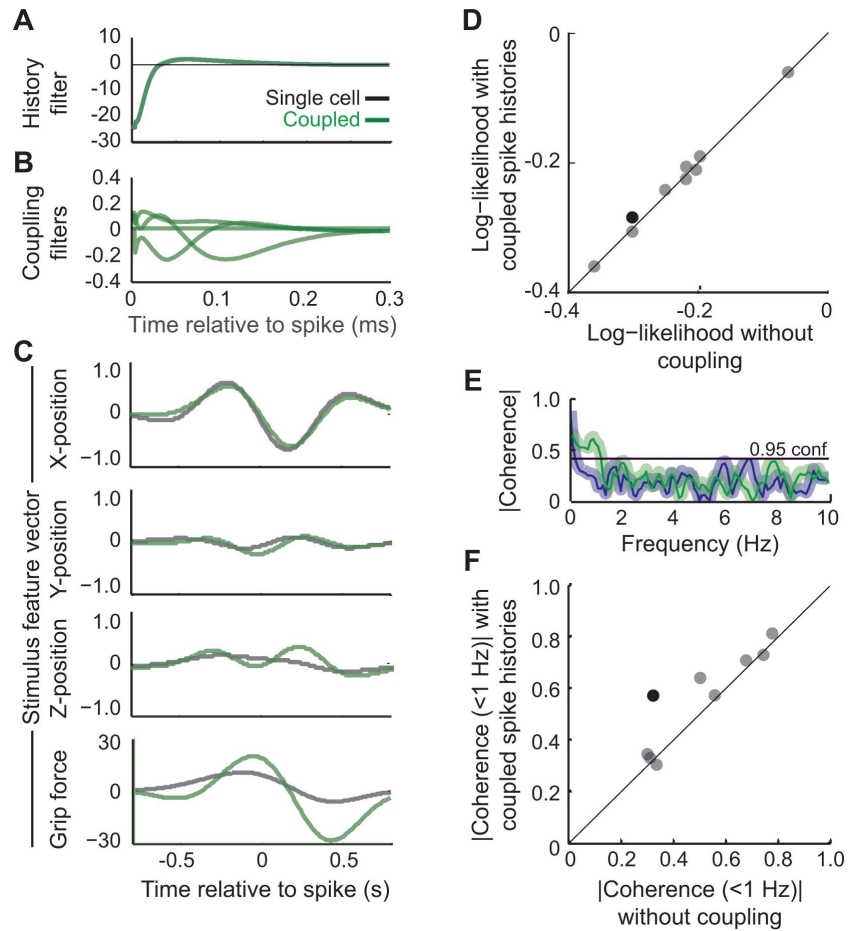 A
10
0
-10
-20
-30
History
filter
Single cell
Coupled
B
0.4
0.2
0
-0.2
-0.4
Couplling
filters
0
0.1
0.2
0.3
Time relative to spike (ms)
C
Stimulus feature vector
X-position
1.0
0
−1.0
Y-position
1.0
0
−1.0
Z-position
1.0
0
−1.0
Grip force
30
0
−30
-0.5
0
0.5
Time relative to spike (s)
D
Log−likelihood with
coupled spike histories
0
-0.2
-0.4
-0.4
-0.2
0
Log−likelihood without
coupling
E
|Coherence|
1.0
0.5
0
0.95 conf
0
2
4
6
8
10
Frequency (Hz)
F
|Coherence (<1 Hz)| with
coupled spike histories
1.0
0.8
0.6
0.4
0.2
0
0
0.2
0.4
0.6
0.8
1.0
|Coherence (<1 Hz)|
without coupling